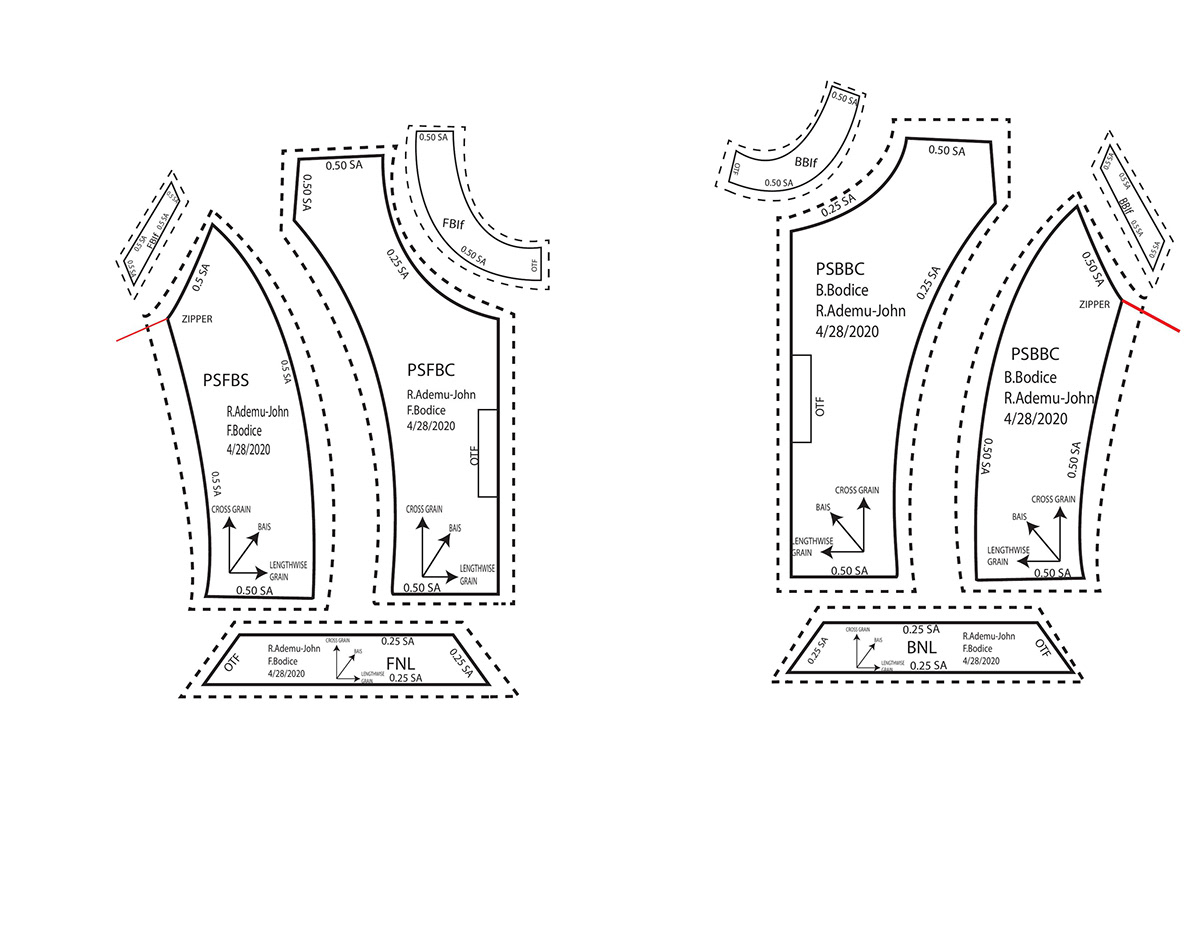 0.5 SA
0.5 SA
FBIf
0.5 SA
0.5 SA
0.5 SA
ZIPPER
0.5 SA
PSFBS
R.Ademu-John
F.Bodice
4/28/2020
0.5 SA
CROSS GRAIN
BAIS
LENGTHWISE
GRAIN
0.50 SA
0.50 SA
0.50 SA
0.25 SA
PSFBC
R.Ademu-John
F.Bodice
4/28/2020
OTF
CROSS GRAIN
BAIS
LENGTHWISE
GRAIN
0.50 SA
0.50 SA
FBIf
0.50 SA
OTF
OTF
R.Ademu-John
F.Bodice
4/28/2020
CROSS GRAIN
BAIS
LENGTHWISE
GRAIN
0.25 SA
FNL
0.25 SA
0.25 SA
0.50 SA
BBIf
OTF
0.50 SA
0.50 SA
0.25 SA
0.25 SA
PSBBC
B.Bodice
R.Ademu-John
4/28/2020
OTF
CROSS GRAIN
BAIS
LENGTHWISE
GRAIN
0.50 SA
0.5 SA
0.5 SA
BBIf
0.5 SA
0.5 SA
0.50 SA
ZIPPER
PSBBC
B.Bodice
R.Ademu-John
4/28/2020
0.50 SA
0.50 SA
CROSS GRAIN
BAIS
LENGTHWISE
GRAIN
0.50 SA
0.25 SA
CROSS GRAIN
BAIS
LENGTHWISE
GRAIN
0.25 SA
BNL
0.25 SA
R.Ademu-John
F.Bodice
4/28/2020
OTF